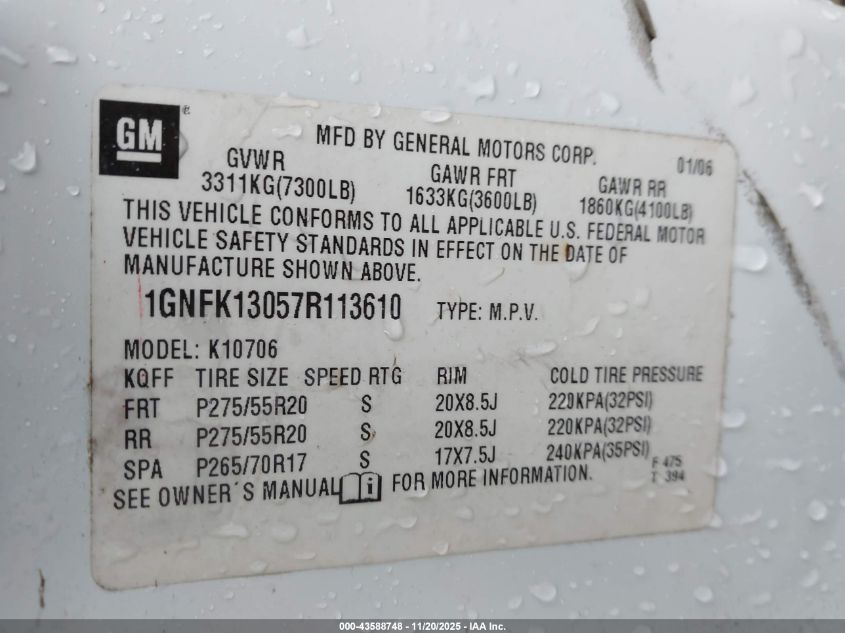 GM ®
MFD BY GENERAL MOTORS CORP. 01/06
GVWR GAWR FRT GAWR RR
3311KG(7300LB) 1633KG(3600LB) 1860KG(4100LB)
THIS VEHICLE CONFORMS TO ALL APPLICABLE U.S. FEDERAL MOTOR
VEHICLE SAFETY STANDARDS IN EFFECT ON THE DATE OF
MANUFACTURE SHOWN ABOVE.
1GNFK13057R113610 TYPE: M.P.V.
MODEL: K10706
KQFF TIRE SIZE SPEED RTG RIM COLD TIRE PRESSURE
FRT P275/55R20 S 20X8.5J 220KPA(32PSI)
RR P275/55R20 S 20X8.5J 220KPA(32PSI)
SPA P265/70R17 S 17X7.5J 240KPA(35PSI)
F 475
T 394
SEE OWNER'S MANUAL i FOR MORE INFORMATION.
000-43588748 - 11/20/2025 - IAA Inc.